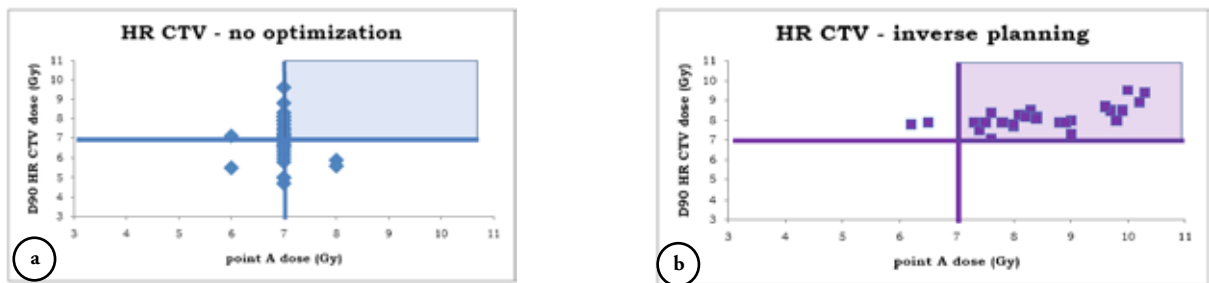 HR CTV - no optimization
D90 HR CTV dose (Gy)
11
10
9
8
7
6
5
4
3
3 4 5 6 7 8 9 10 11
point A dose (Gy)
a
HR CTV - inverse planning
D90 HR CTV dose (Gy)
11
10
9
8
7
6
5
4
3
3 4 5 6 7 8 9 10 11
point A dose (Gy)
b